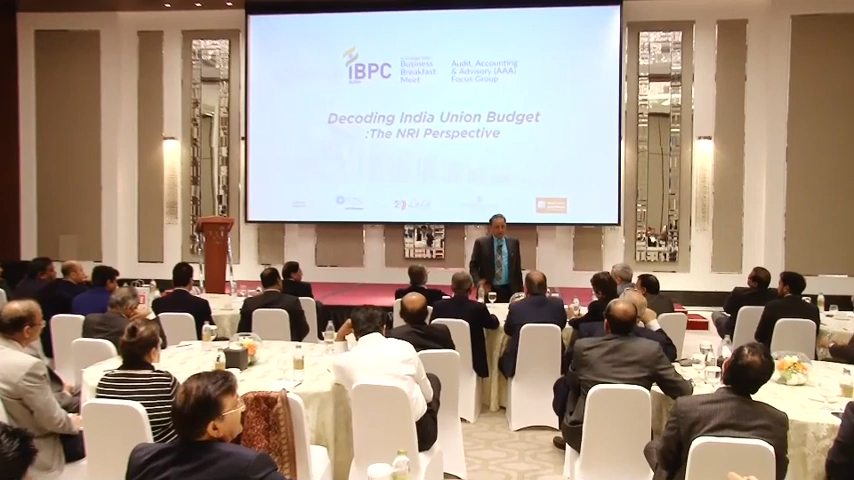 IBPC
Business
Breakfast
Meet
Audit, Accounting
& Advisory (AAA)
Focus Group
Decoding India Union Budget
:The NRI Perspective